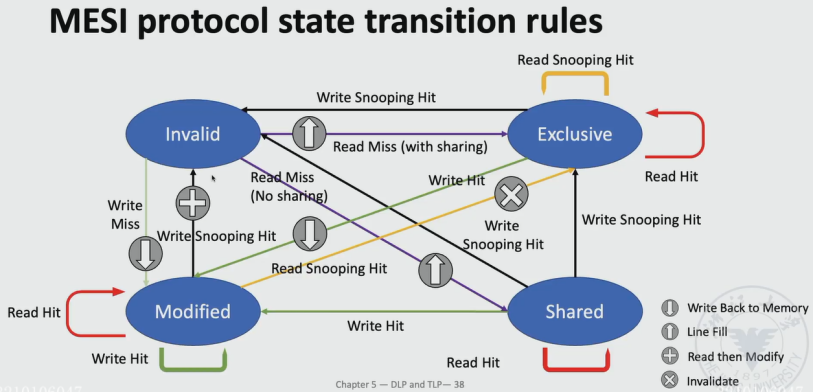 MESI protocol state transition rules
Read Snooping Hit
Write Snooping Hit
Invalid
Exclusive
Read Miss (with sharing)
Read Hit
Read Miss
(No sharing)
Write Hit
Write
Miss
Write Snooping Hit
Write
Snooping Hit
Write Snooping Hit
Read Snooping Hit
Modified
Shared
Read Hit
Write Hit
Write Hit
Read Hit
Write Back to Memory
Line Fill
Read then Modify
Invalidate
Chapter 5 — DLP and TLP— 38